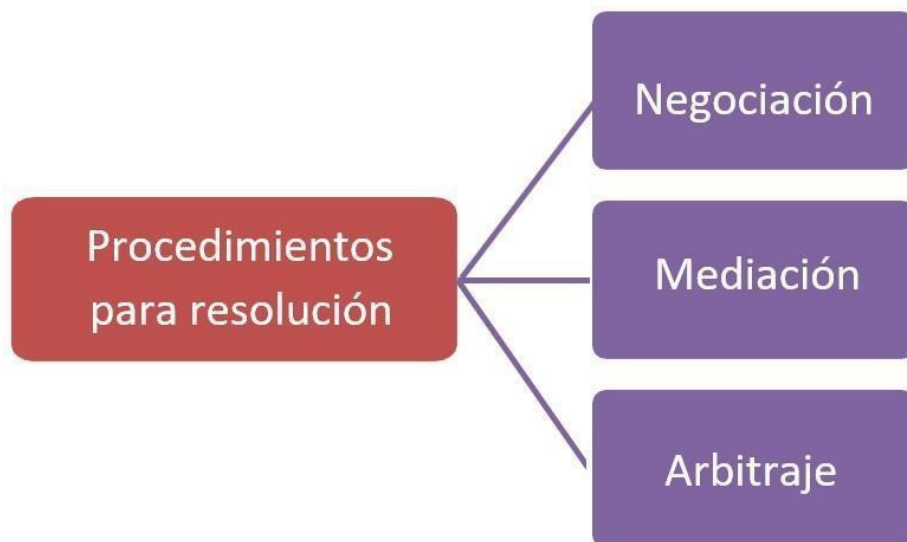 Procedimientos
para resolución
Negociación
Mediación
Arbitraje